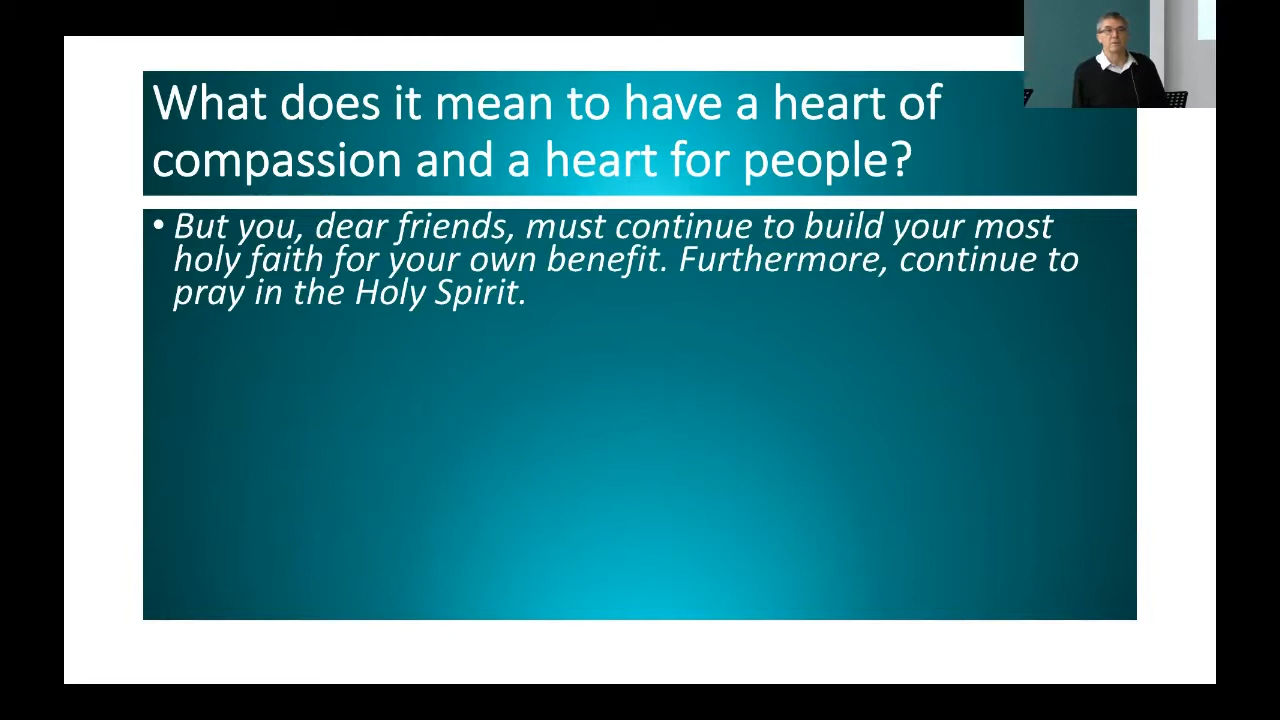 What does it mean to have a heart of
compassion and a heart for people?
• But you, dear friends, must continue to build your most
holy faith for your own benefit. Furthermore, continue to
pray in the Holy Spirit.